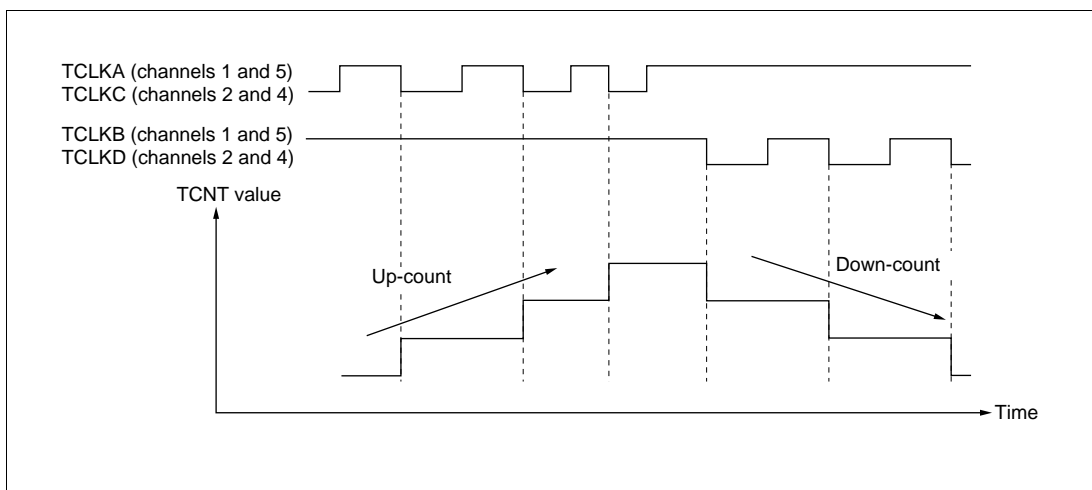 TCLKA (channels 1 and 5)
TCLKC (channels 2 and 4)
TCLKB (channels 1 and 5)
TCLKD (channels 2 and 4)
TCNT value
Up-count
Down-count
Time